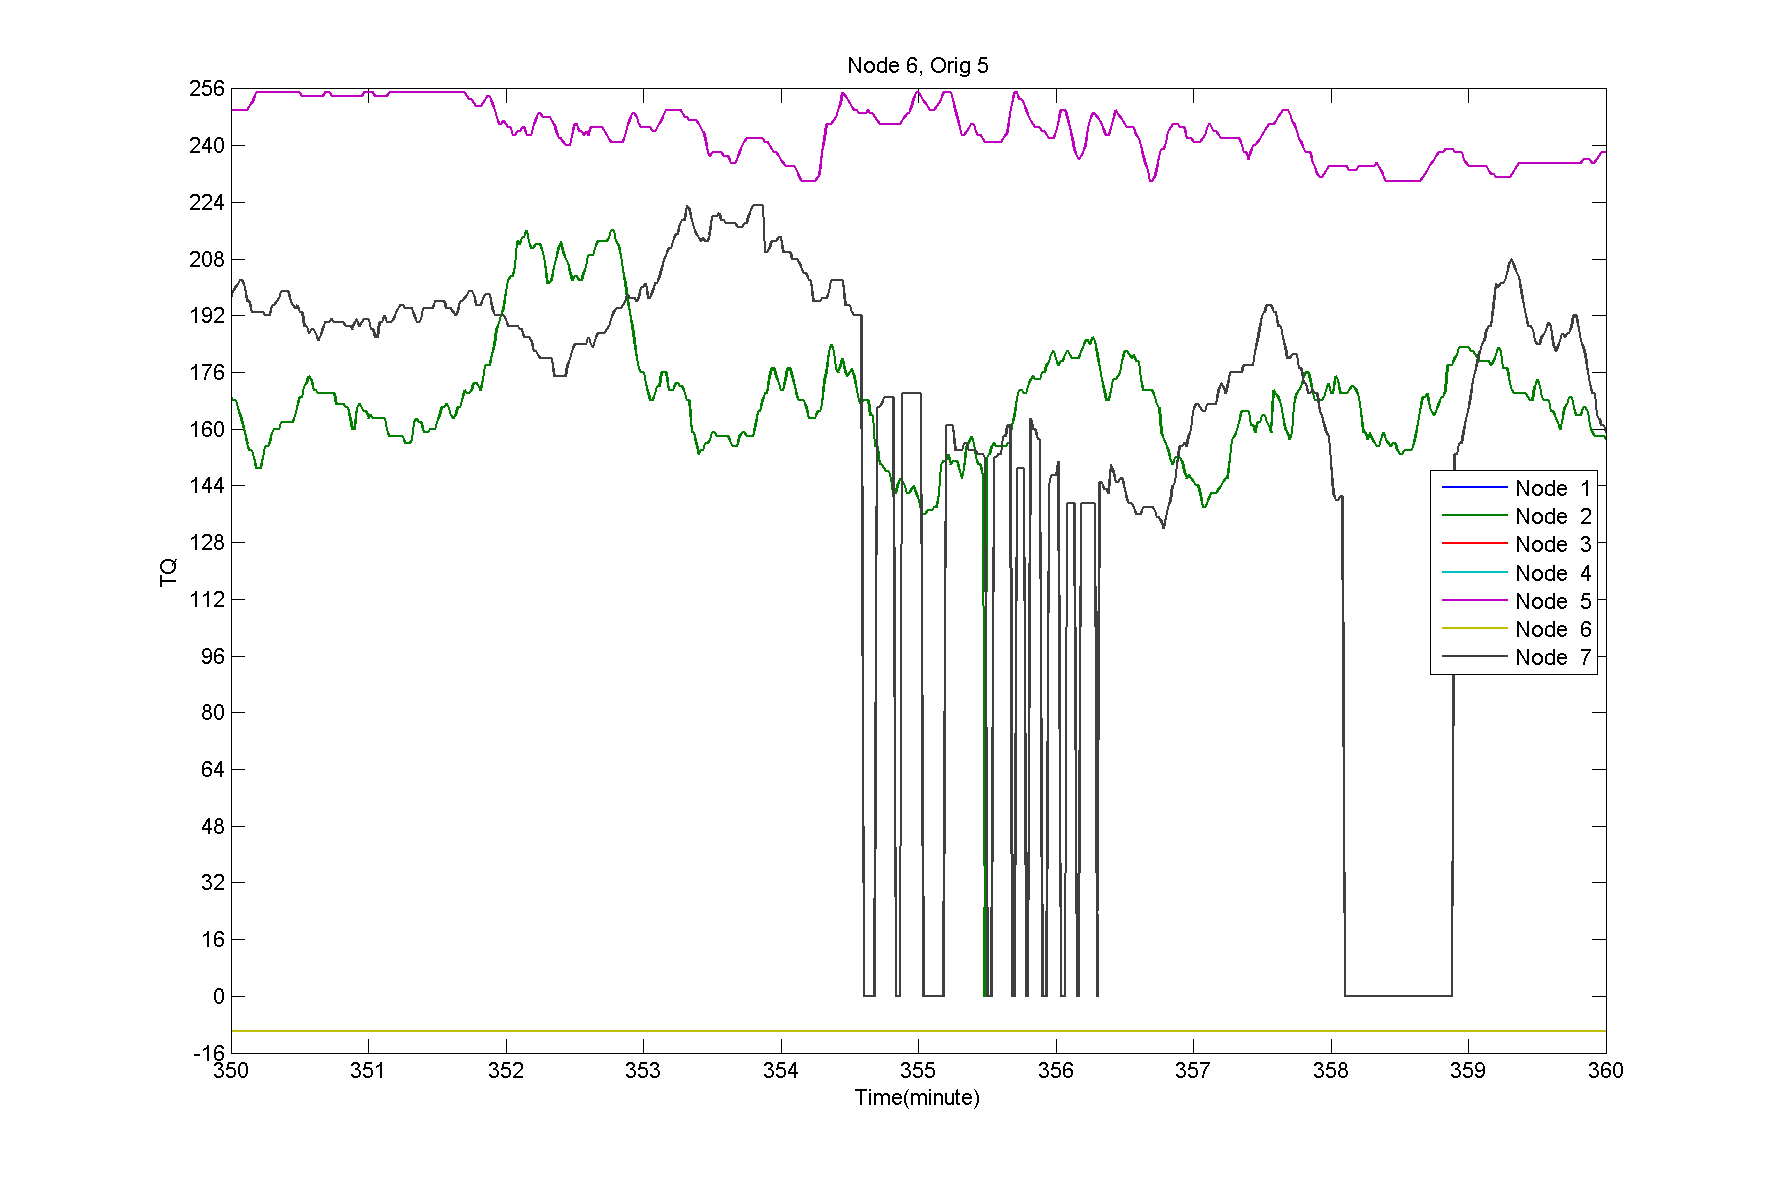 Node 6, Orig 5
256
240
224
208
192
176
160
144
128
112
96
80
64
48
32
16
0
-16
TQ
350 351 352 353 354 355 356 357 358 359 360
Time(minute)
Node 1
Node 2
Node 3
Node 4
Node 5
Node 6
Node 7